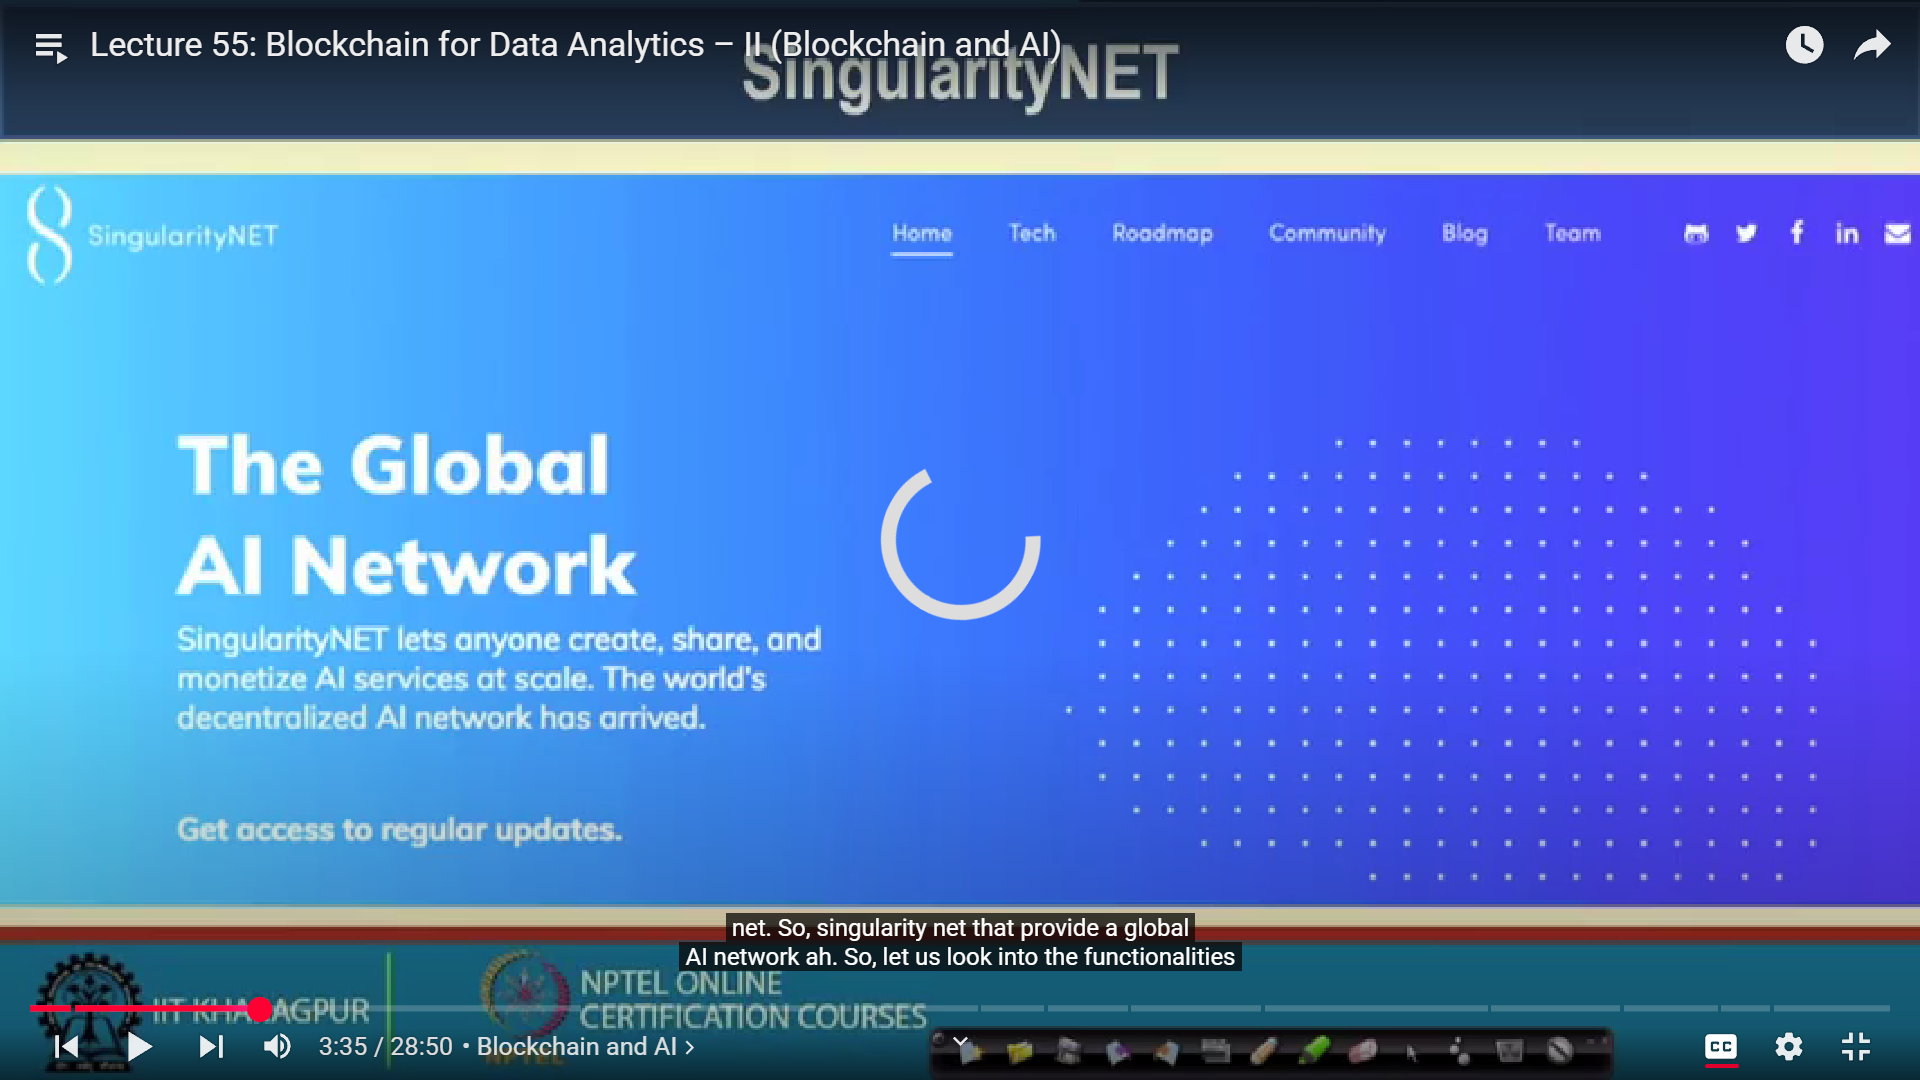 Lecture 55: Blockchain for Data Analytics – II (Blockchain and AI)
SingularityNET
SingularityNET
Home Tech Roadmap Community Blog Team
The Global
AI Network
SingularityNET lets anyone create, share, and
monetize AI services at scale. The world's
decentralized AI network has arrived.
Get access to regular updates.
net. So, singularity net that provide a global
AI network ah. So, let us look into the functionalities
IIT KHARAGPUR
NPTEL ONLINE
CERTIFICATION COURSES
NPTEL
3:35 / 28:50 • Blockchain and AI
CC